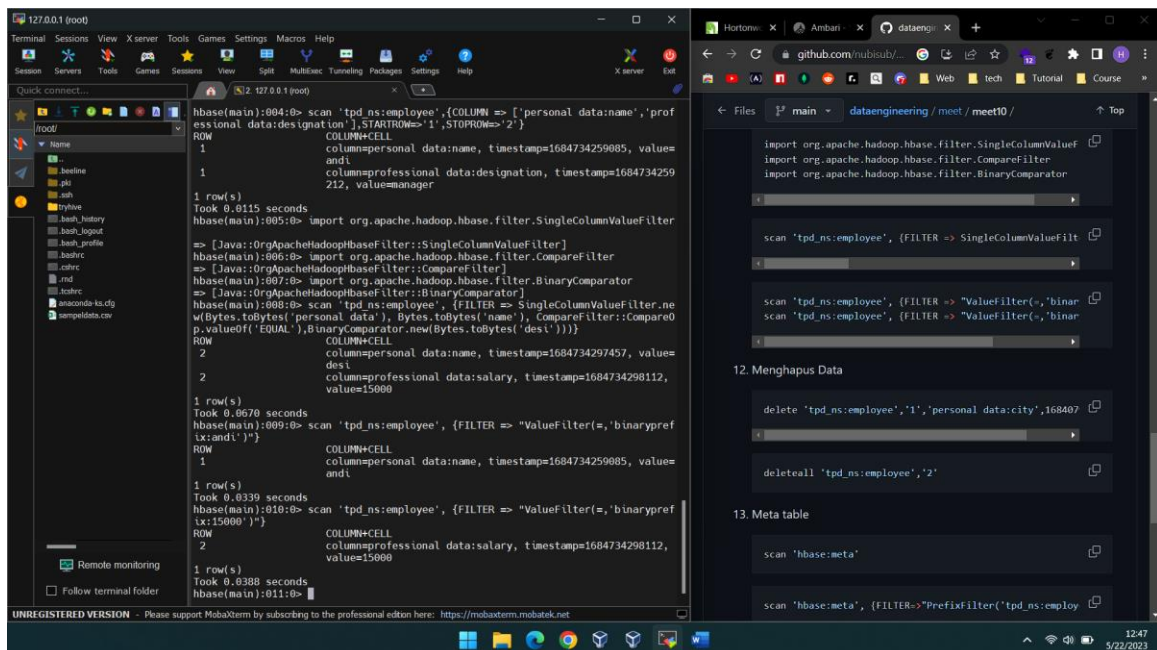 127.0.0.1 (root)
Terminal Sessions View X server Tools Games Settings Macros Help
Session Servers Tools Games Sessions View Split MultiExec Tunneling Packages Settings Help X server Exit
Quick connect...
2. 127.0.0.1 (root)
/root/
Name
..
.beeline
.pki
.ssh
tryhive
.bash_history
.bash_logout
.bash_profile
.bashrc
.cshrc
.rnd
.tcshrc
anaconda-ks.cfg
sampeldata.csv
Remote monitoring
Follow terminal folder
hbase(main):004:0> scan 'tpd_ns:employee',{COLUMN => ['personal data:name','prof
essional data:designation'],STARTROW=>'1',STOPROW=>'2'}
ROW COLUMN+CELL
1 column=personal data:name, timestamp=1684734259085, value=
andi
1 column=professional data:designation, timestamp=1684734259
212, value=manager
1 row(s)
Took 0.0115 seconds
hbase(main):005:0> import org.apache.hadoop.hbase.filter.SingleColumnValueFilter
=> [Java::OrgApacheHadoopHbaseFilter::SingleColumnValueFilter]
hbase(main):006:0> import org.apache.hadoop.hbase.filter.CompareFilter
=> [Java::OrgApacheHadoopHbaseFilter::CompareFilter]
hbase(main):007:0> import org.apache.hadoop.hbase.filter.BinaryComparator
=> [Java::OrgApacheHadoopHbaseFilter::BinaryComparator]
hbase(main):008:0> scan 'tpd_ns:employee', {FILTER => SingleColumnValueFilter.ne
w(Bytes.toBytes('personal data'), Bytes.toBytes('name'), CompareFilter::CompareO
p.valueOf('EQUAL'),BinaryComparator.new(Bytes.toBytes('desi')))}
ROW COLUMN+CELL
2 column=personal data:name, timestamp=1684734297457, value=
desi
2 column=professional data:salary, timestamp=1684734298112,
value=15000
1 row(s)
Took 0.0670 seconds
hbase(main):009:0> scan 'tpd_ns:employee', {FILTER => "ValueFilter(=,'binarypref
ix:andi')"}
ROW COLUMN+CELL
1 column=personal data:name, timestamp=1684734259085, value=
andi
1 row(s)
Took 0.0339 seconds
hbase(main):010:0> scan 'tpd_ns:employee', {FILTER => "ValueFilter(=,'binarypref
ix:15000')"}
ROW COLUMN+CELL
2 column=professional data:salary, timestamp=1684734298112,
value=15000
1 row(s)
Took 0.0388 seconds
hbase(main):011:0>
UNREGISTERED VERSION - Please support MobaXterm by subscribing to the professional edition here: https://mobaxterm.mobatek.net
Hortonwo Ambari - dataengin
github.com/nubisub/...
12
H
Web tech Tutorial Course
Files main dataengineering / meet / meet10 / Top
import org.apache.hadoop.hbase.filter.SingleColumnValueF
import org.apache.hadoop.hbase.filter.CompareFilter
import org.apache.hadoop.hbase.filter.BinaryComparator
scan 'tpd_ns:employee', {FILTER => SingleColumnValueFilt
scan 'tpd_ns:employee', {FILTER => "ValueFilter(=,'binar
scan 'tpd_ns:employee', {FILTER => "ValueFilter(=,'binar
12. Menghapus Data
delete 'tpd_ns:employee','1','personal data:city',168407
deleteall 'tpd_ns:employee','2'
13. Meta table
scan 'hbase:meta'
scan 'hbase:meta', {FILTER=>"PrefixFilter('tpd_ns:employ
12:47
5/22/2023